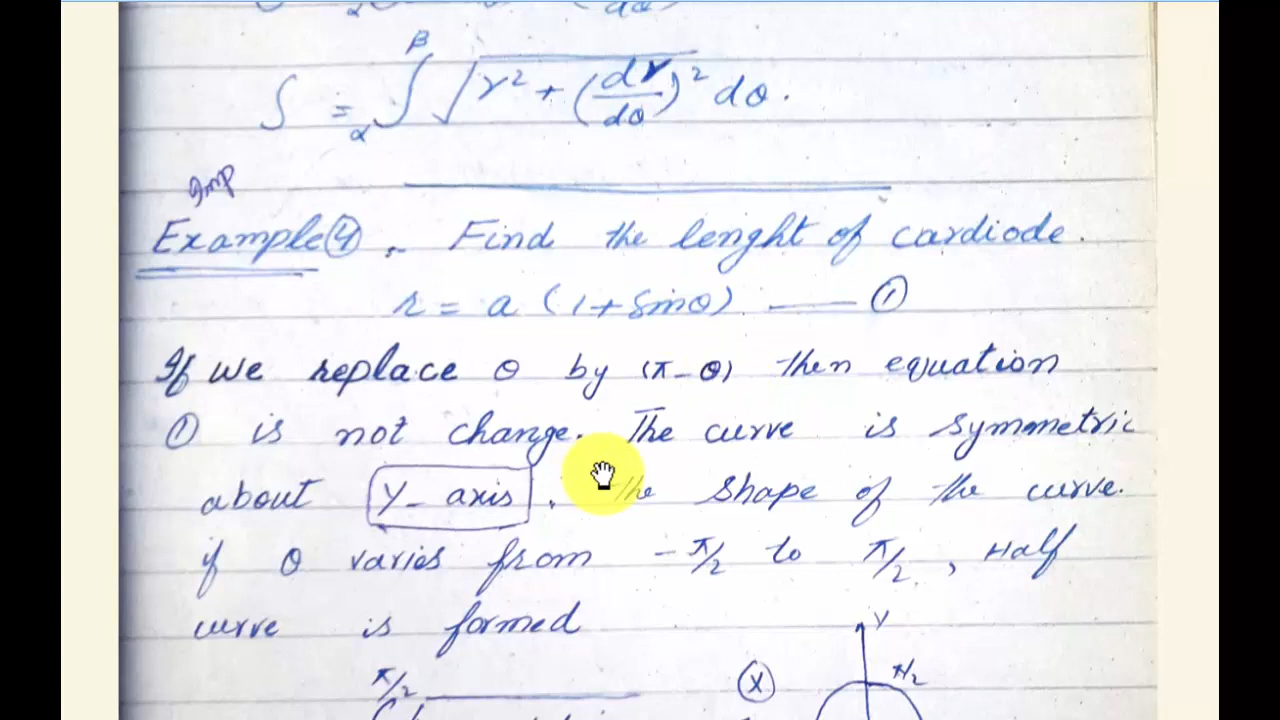 S = ∫_α^β √(r² + (dr/dθ)²) dθ.
Imp
Example ④ .. Find the lenght of cardiode.
r = a (1+sinθ) —— ①
If we replace θ by (π-θ) then equation
① is not change. The curve is symmetric
about Y-axis . the shape of the curve.
if θ varies from -π/2 to π/2, Half
curve is formed
Y
π/2
π/2
X